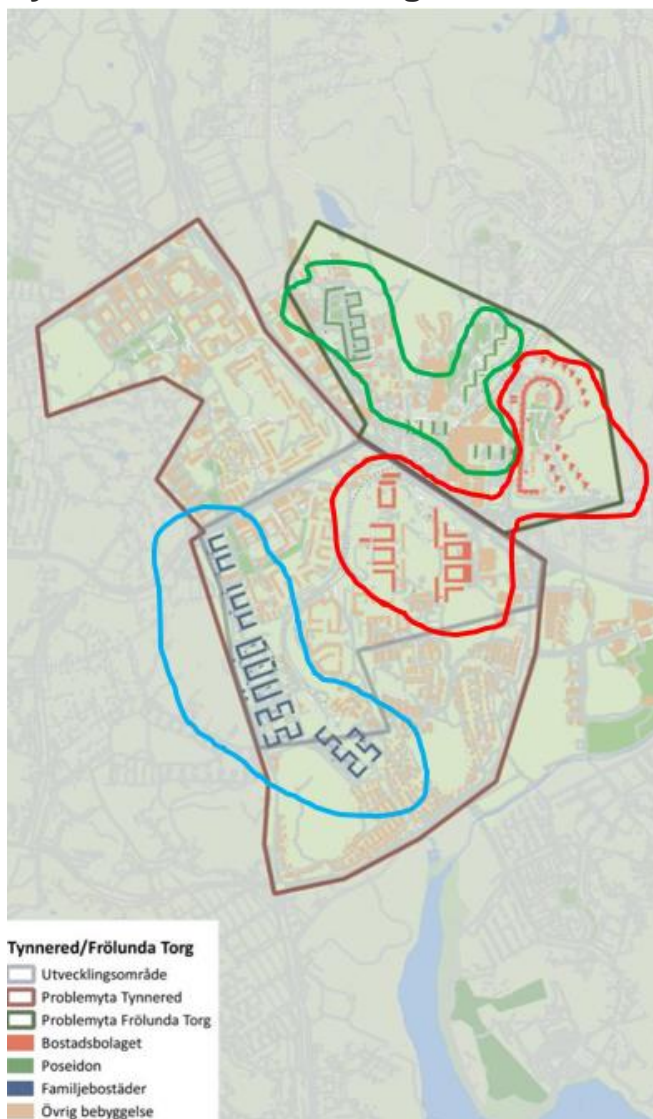 Tynnered/Frölunda Torg
Utvecklingsområde
Problemyta Tynnered
Problemyta Frölunda Torg
Bostadsbolaget
Poseidon
Familjebostäder
Övrig bebyggelse